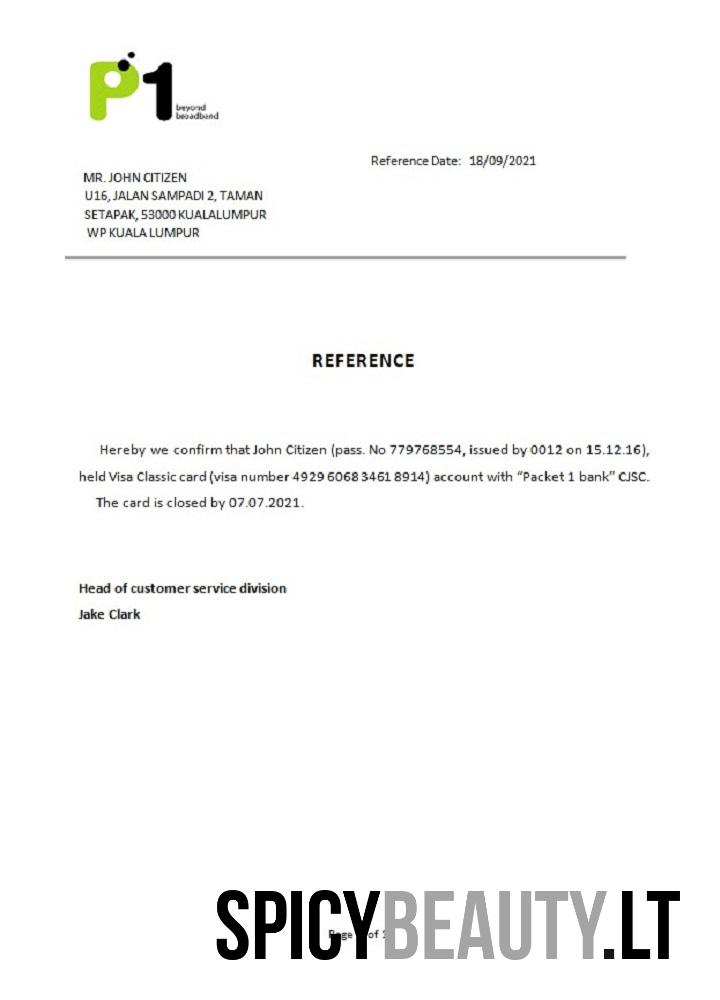 P1
beyond
broadband
Reference Date: 18/09/2021
MR. JOHN CITIZEN
U16, JALAN SAMPADI 2, TAMAN
SETAPAK, 53000 KUALALUMPUR
WP KUALA LUMPUR
REFERENCE
Hereby we confirm that John Citizen (pass. No 779768554, issued by 0012 on 15.12.16),
held Visa Classic card (visa number 4929 6068 3461 8914) account with “Packet 1 bank” CJSC.
The card is closed by 07.07.2021.
Head of customer service division
Jake Clark
Page of 1
SPICYBEAUTY.LT